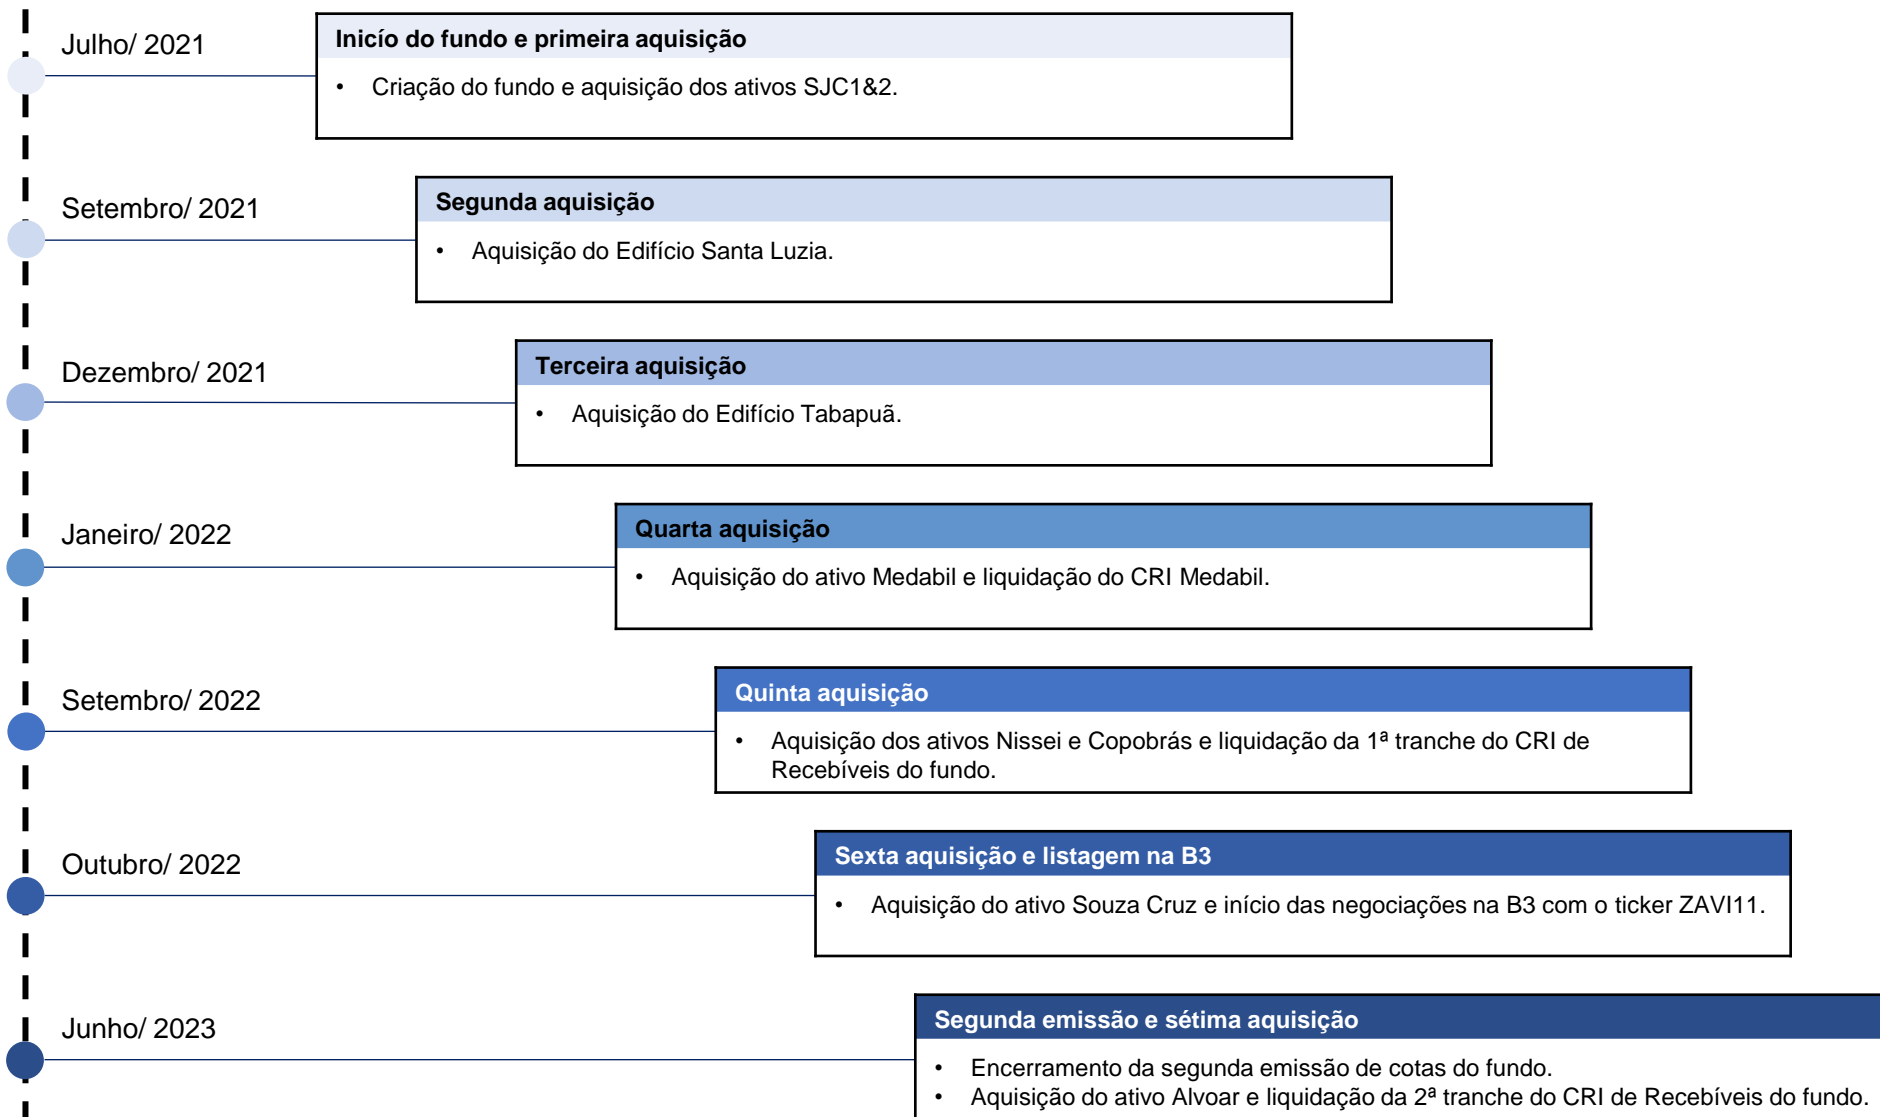 Julho/ 2021
Inicío do fundo e primeira aquisição
• Criação do fundo e aquisição dos ativos SJC1&2.
Setembro/ 2021
Segunda aquisição
• Aquisição do Edifício Santa Luzia.
Dezembro/ 2021
Terceira aquisição
• Aquisição do Edifício Tabapuã.
Janeiro/ 2022
Quarta aquisição
• Aquisição do ativo Medabil e liquidação do CRI Medabil.
Setembro/ 2022
Quinta aquisição
• Aquisição dos ativos Nissei e Copobrás e liquidação da 1ª tranche do CRI de
Recebíveis do fundo.
Outubro/ 2022
Sexta aquisição e listagem na B3
• Aquisição do ativo Souza Cruz e início das negociações na B3 com o ticker ZAVI11.
Junho/ 2023
Segunda emissão e sétima aquisição
• Encerramento da segunda emissão de cotas do fundo.
• Aquisição do ativo Alvoar e liquidação da 2ª tranche do CRI de Recebíveis do fundo.